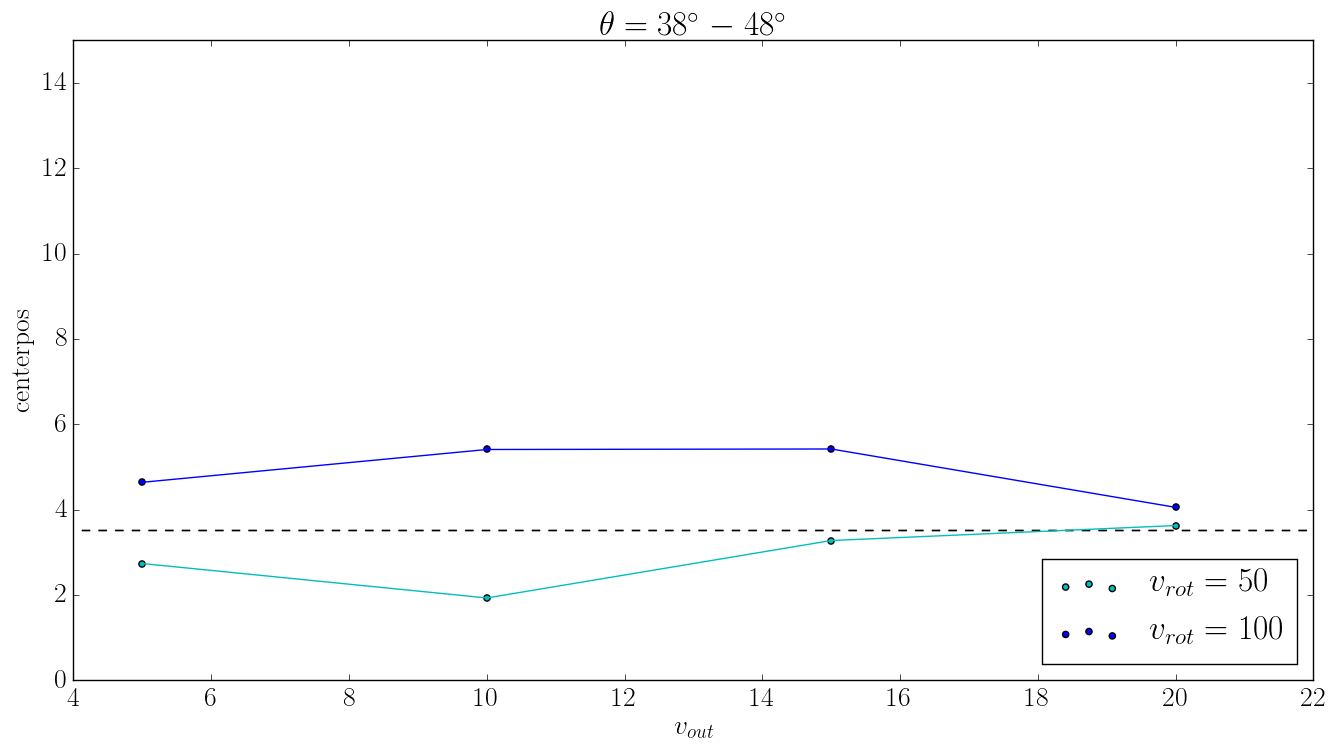 θ = 38° − 48°
14
12
10
8
6
4
2
0
centerpos
4 6 8 10 12 14 16 18 20 22
v_out
v_rot = 50
v_rot = 100